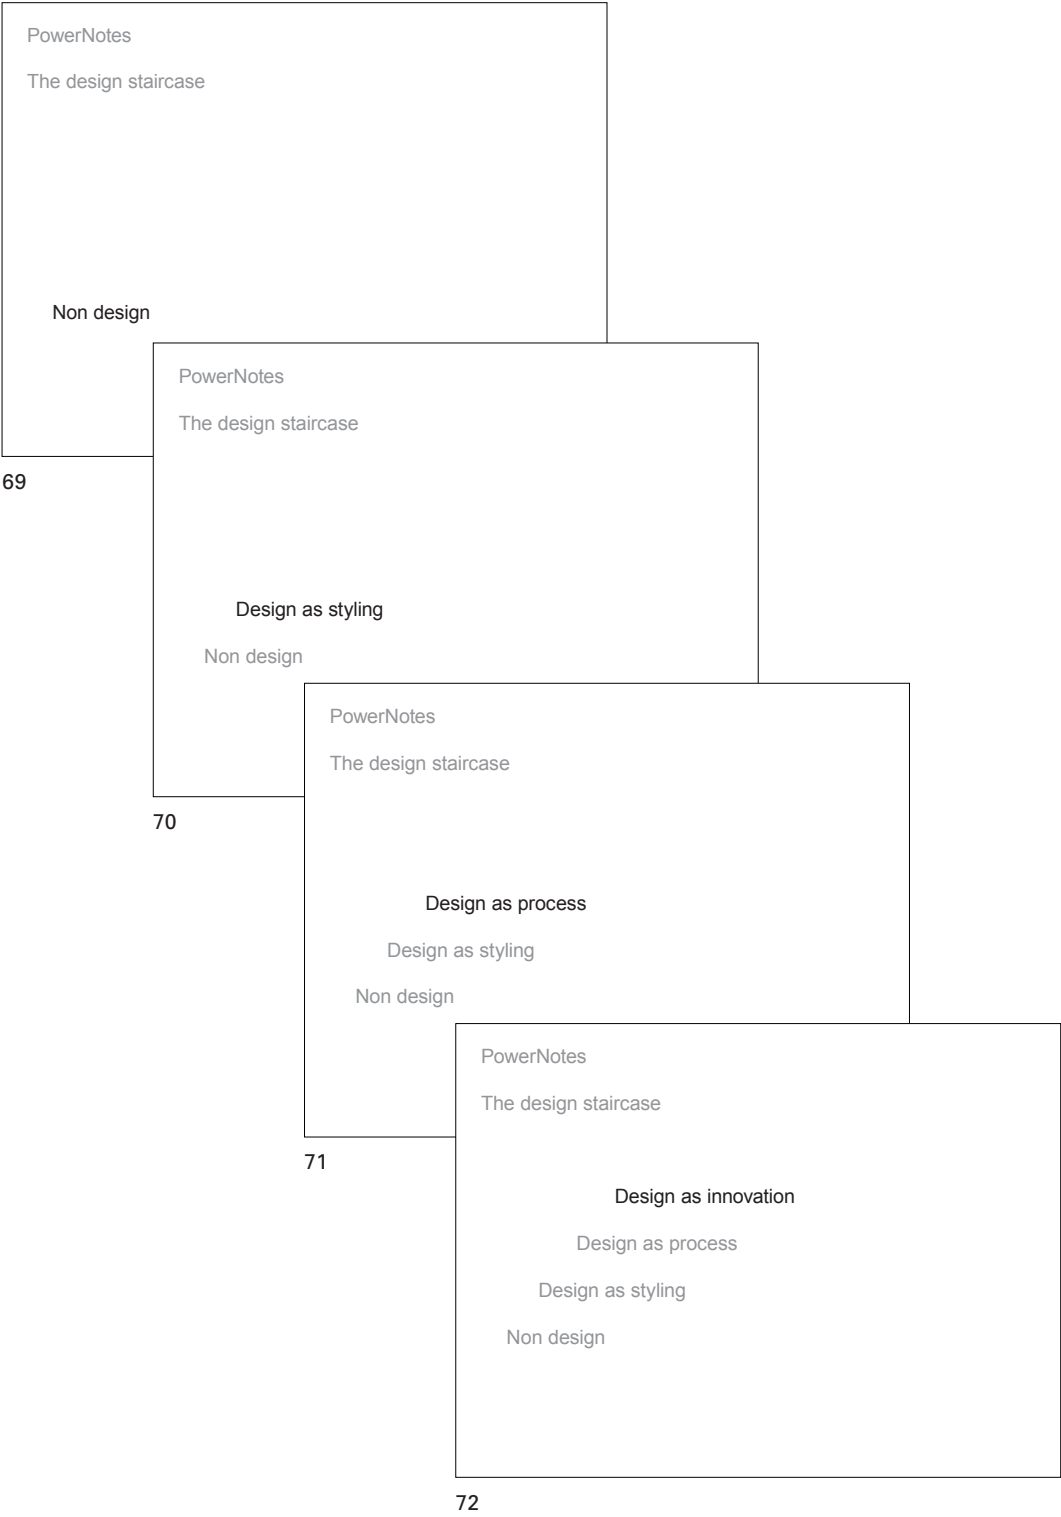 PowerNotes
The design staircase
Non design
69
PowerNotes
The design staircase
Design as styling
Non design
70
PowerNotes
The design staircase
Design as process
Design as styling
Non design
71
PowerNotes
The design staircase
Design as innovation
Design as process
Design as styling
Non design
72